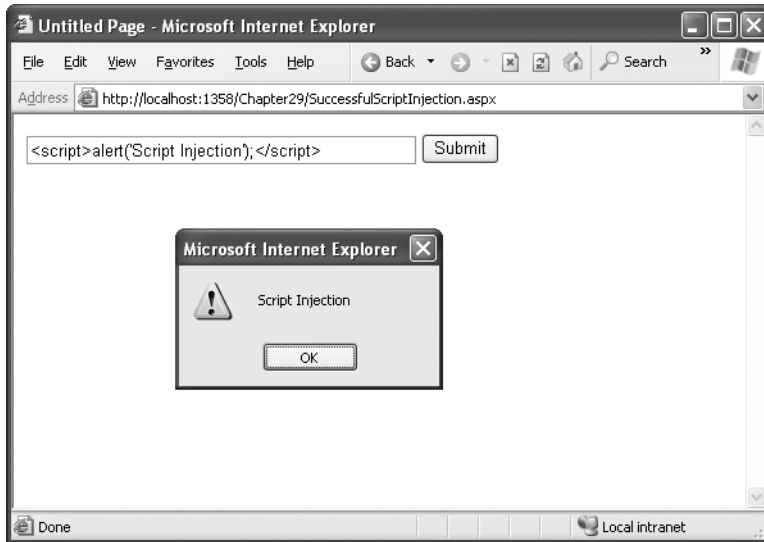 Untitled Page - Microsoft Internet Explorer
File Edit View Favorites Tools Help Back Search »
Address http://localhost:1358/Chapter29/SuccessfulScriptInjection.aspx
<script>alert('Script Injection');</script> Submit
Microsoft Internet Explorer
Script Injection
OK
Done Local intranet